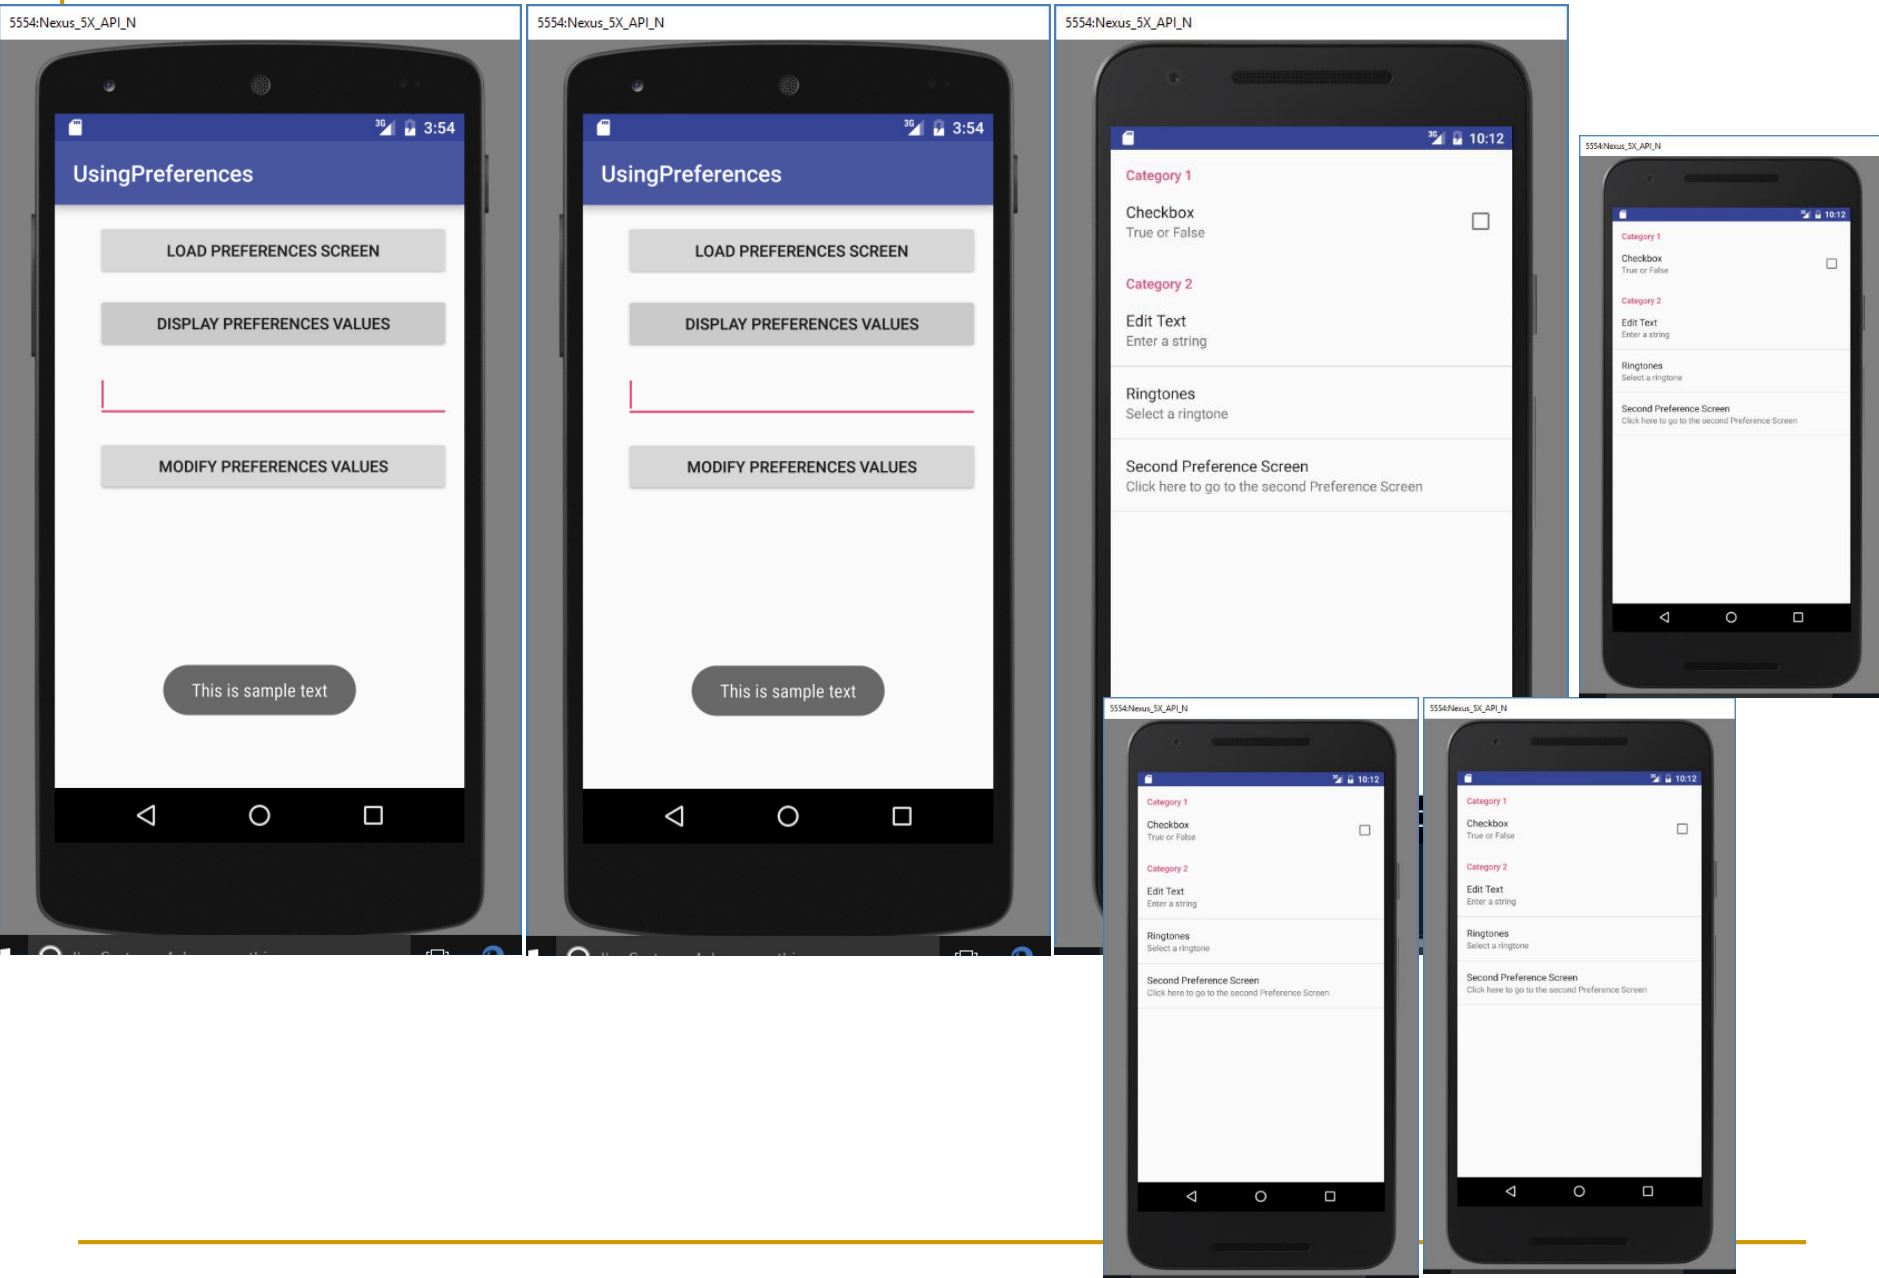 5554:Nexus_5X_API_N
3G 3:54
UsingPreferences
LOAD PREFERENCES SCREEN
DISPLAY PREFERENCES VALUES
MODIFY PREFERENCES VALUES
This is sample text
5554:Nexus_5X_API_N
3G 3:54
UsingPreferences
LOAD PREFERENCES SCREEN
DISPLAY PREFERENCES VALUES
MODIFY PREFERENCES VALUES
This is sample text
5554:Nexus_5X_API_N
3G 10:12
Category 1
Checkbox
True or False
Category 2
Edit Text
Enter a string
Ringtones
Select a ringtone
Second Preference Screen
Click here to go to the second Preference Screen
5554:Nexus_5X_API_N
3G 10:12
Category 1
Checkbox
True or False
Category 2
Edit Text
Enter a string
Ringtones
Select a ringtone
Second Preference Screen
Click here to go to the second Preference Screen
5554:Nexus_5X_API_N
3G 10:12
Category 1
Checkbox
True or False
Category 2
Edit Text
Enter a string
Ringtones
Select a ringtone
Second Preference Screen
Click here to go to the second Preference Screen
5554:Nexus_5X_API_N
3G 10:12
Category 1
Checkbox
True or False
Category 2
Edit Text
Enter a string
Ringtones
Select a ringtone
Second Preference Screen
Click here to go to the second Preference Screen